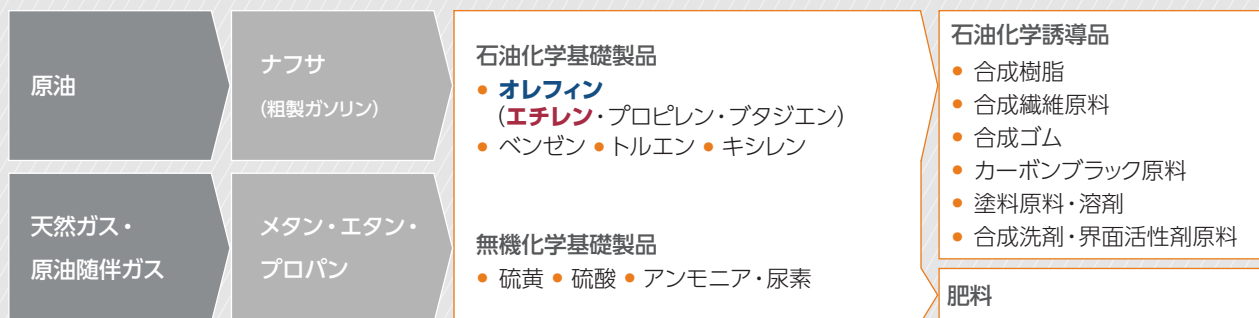 原油
ナフサ
(粗製ガソリン)
天然ガス・
原油随伴ガス
メタン・エタン・
プロパン
石油化学基礎製品
● オレフィン
(エチレン・プロピレン・ブタジエン)
● ベンゼン ● トルエン ● キシレン
無機化学基礎製品
● 硫黄 ● 硫酸 ● アンモニア・尿素
石油化学誘導品
● 合成樹脂
● 合成繊維原料
● 合成ゴム
● カーボンブラック原料
● 塗料原料・溶剤
● 合成洗剤・界面活性剤原料
肥料